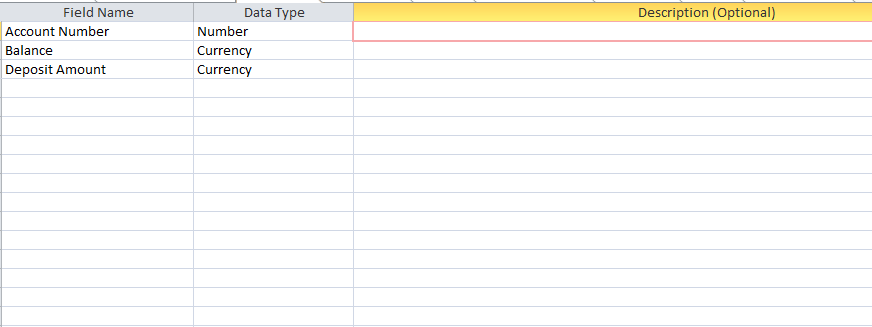 Field Name Data Type Description (Optional)
Account Number Number
Balance Currency
Deposit Amount Currency